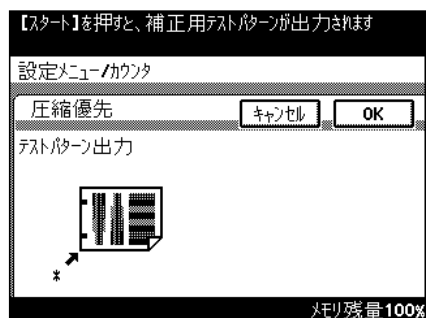 【スタート】を押すと、補正用テストパターンが出力されます
設定メニュー/カウンタ
圧縮優先
キャンセル
OK
テストパターン出力
*
メモリ残量100%